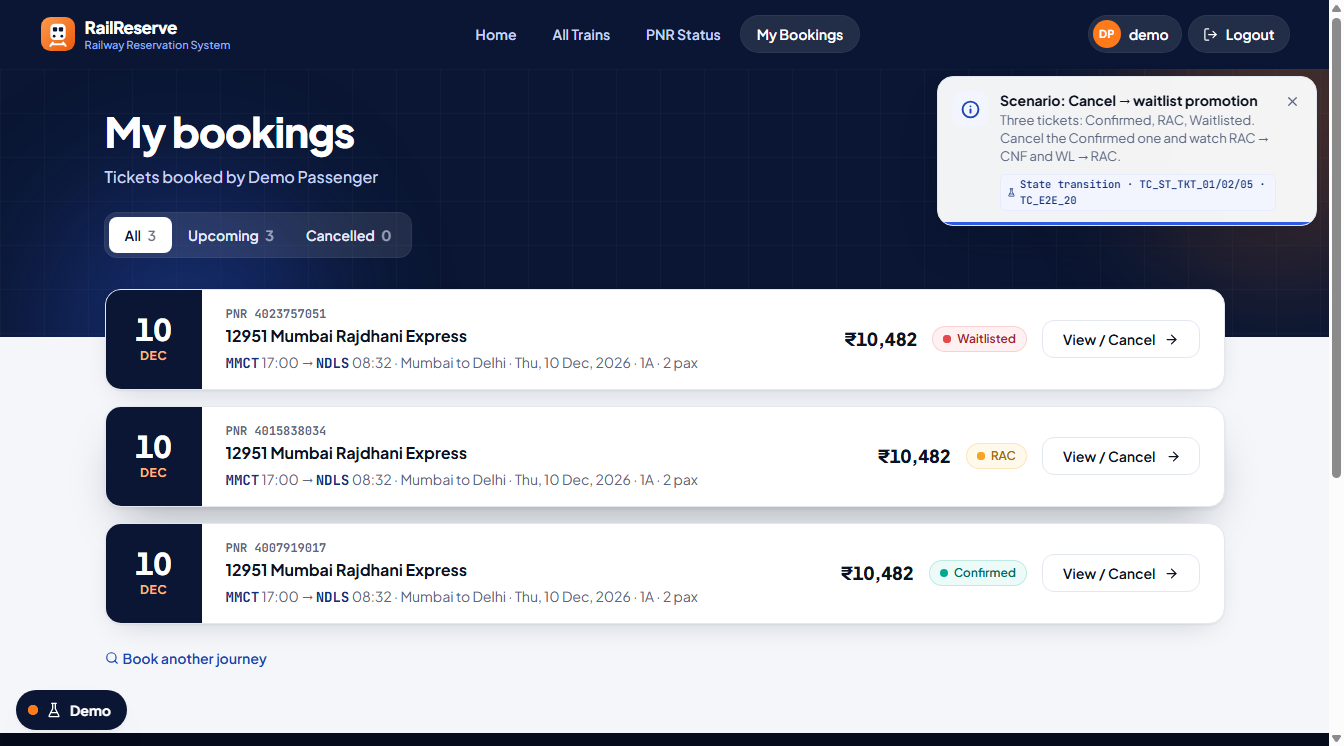 RailReserve
Railway Reservation System
Home
All Trains
PNR Status
My Bookings
DP demo
Logout
Scenario: Cancel → waitlist promotion
Three tickets: Confirmed, RAC, Waitlisted.
Cancel the Confirmed one and watch RAC →
CNF and WL → RAC.
State transition · TC_ST_TKT_01/02/05 ·
TC_E2E_20
My bookings
Tickets booked by Demo Passenger
All 3
Upcoming 3
Cancelled 0
10
DEC
PNR 4023757051
12951 Mumbai Rajdhani Express
MMCT 17:00 → NDLS 08:32 · Mumbai to Delhi · Thu, 10 Dec, 2026 · 1A · 2 pax
₹10,482
Waitlisted
View / Cancel →
10
DEC
PNR 4015838034
12951 Mumbai Rajdhani Express
MMCT 17:00 → NDLS 08:32 · Mumbai to Delhi · Thu, 10 Dec, 2026 · 1A · 2 pax
₹10,482
RAC
View / Cancel →
10
DEC
PNR 4007919017
12951 Mumbai Rajdhani Express
MMCT 17:00 → NDLS 08:32 · Mumbai to Delhi · Thu, 10 Dec, 2026 · 1A · 2 pax
₹10,482
Confirmed
View / Cancel →
Book another journey
Demo